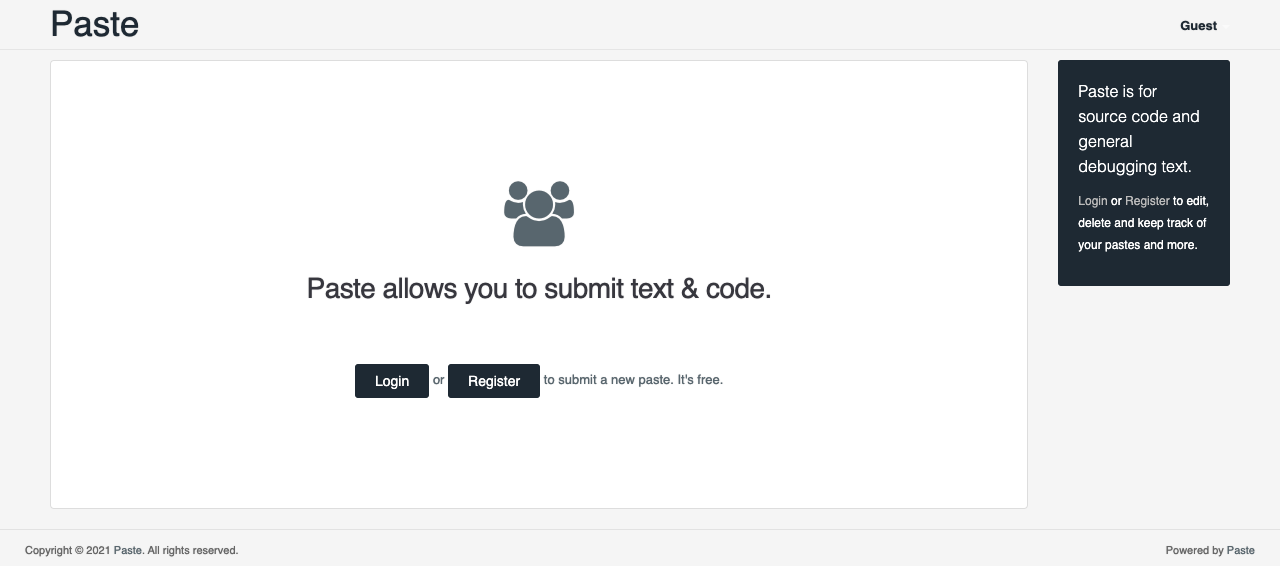 Paste
Guest
Paste allows you to submit text & code.
Login or Register to submit a new paste. It's free.
Paste is for
source code and
general
debugging text.
Login or Register to edit,
delete and keep track of
your pastes and more.
Copyright © 2021 Paste. All rights reserved.
Powered by Paste